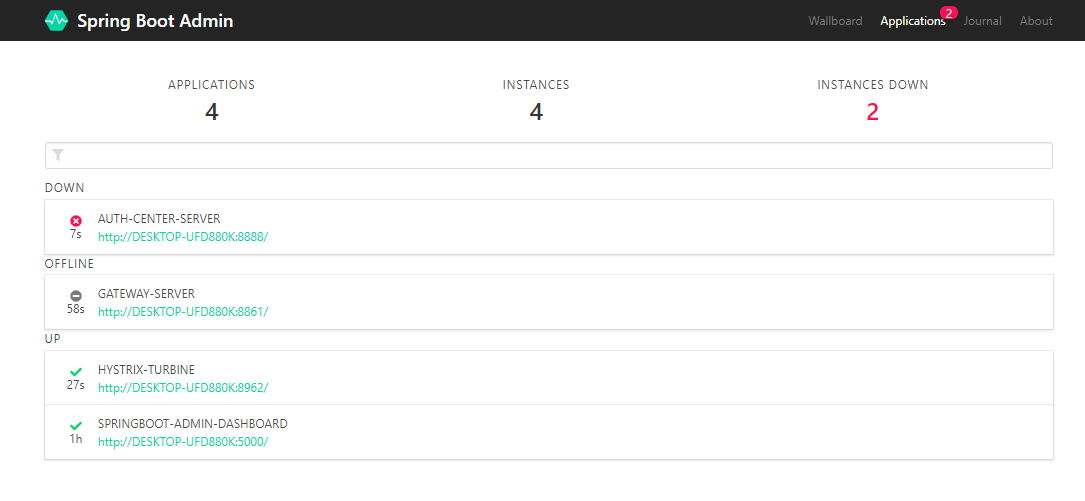 Spring Boot Admin
Wallboard Applications 2 Journal About
APPLICATIONS INSTANCES INSTANCES DOWN
4 4 2
DOWN
AUTH-CENTER-SERVER
7s http://DESKTOP-UFD880K:8888/
OFFLINE
GATEWAY-SERVER
58s http://DESKTOP-UFD880K:8861/
UP
HYSTRIX-TURBINE
27s http://DESKTOP-UFD880K:8962/
SPRINGBOOT-ADMIN-DASHBOARD
1h http://DESKTOP-UFD880K:5000/